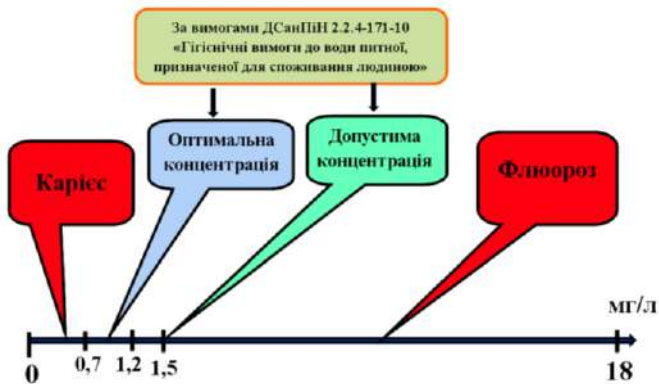 За вимогами ДСанПіН 2.2.4-171-10
«Гігієнічні вимоги до води питної,
призначеної для споживання людиною»
Оптимальна
концентрація
Допустима
концентрація
Карієс
Флюороз
мг/л
0
0,7
1,2
1,5
18